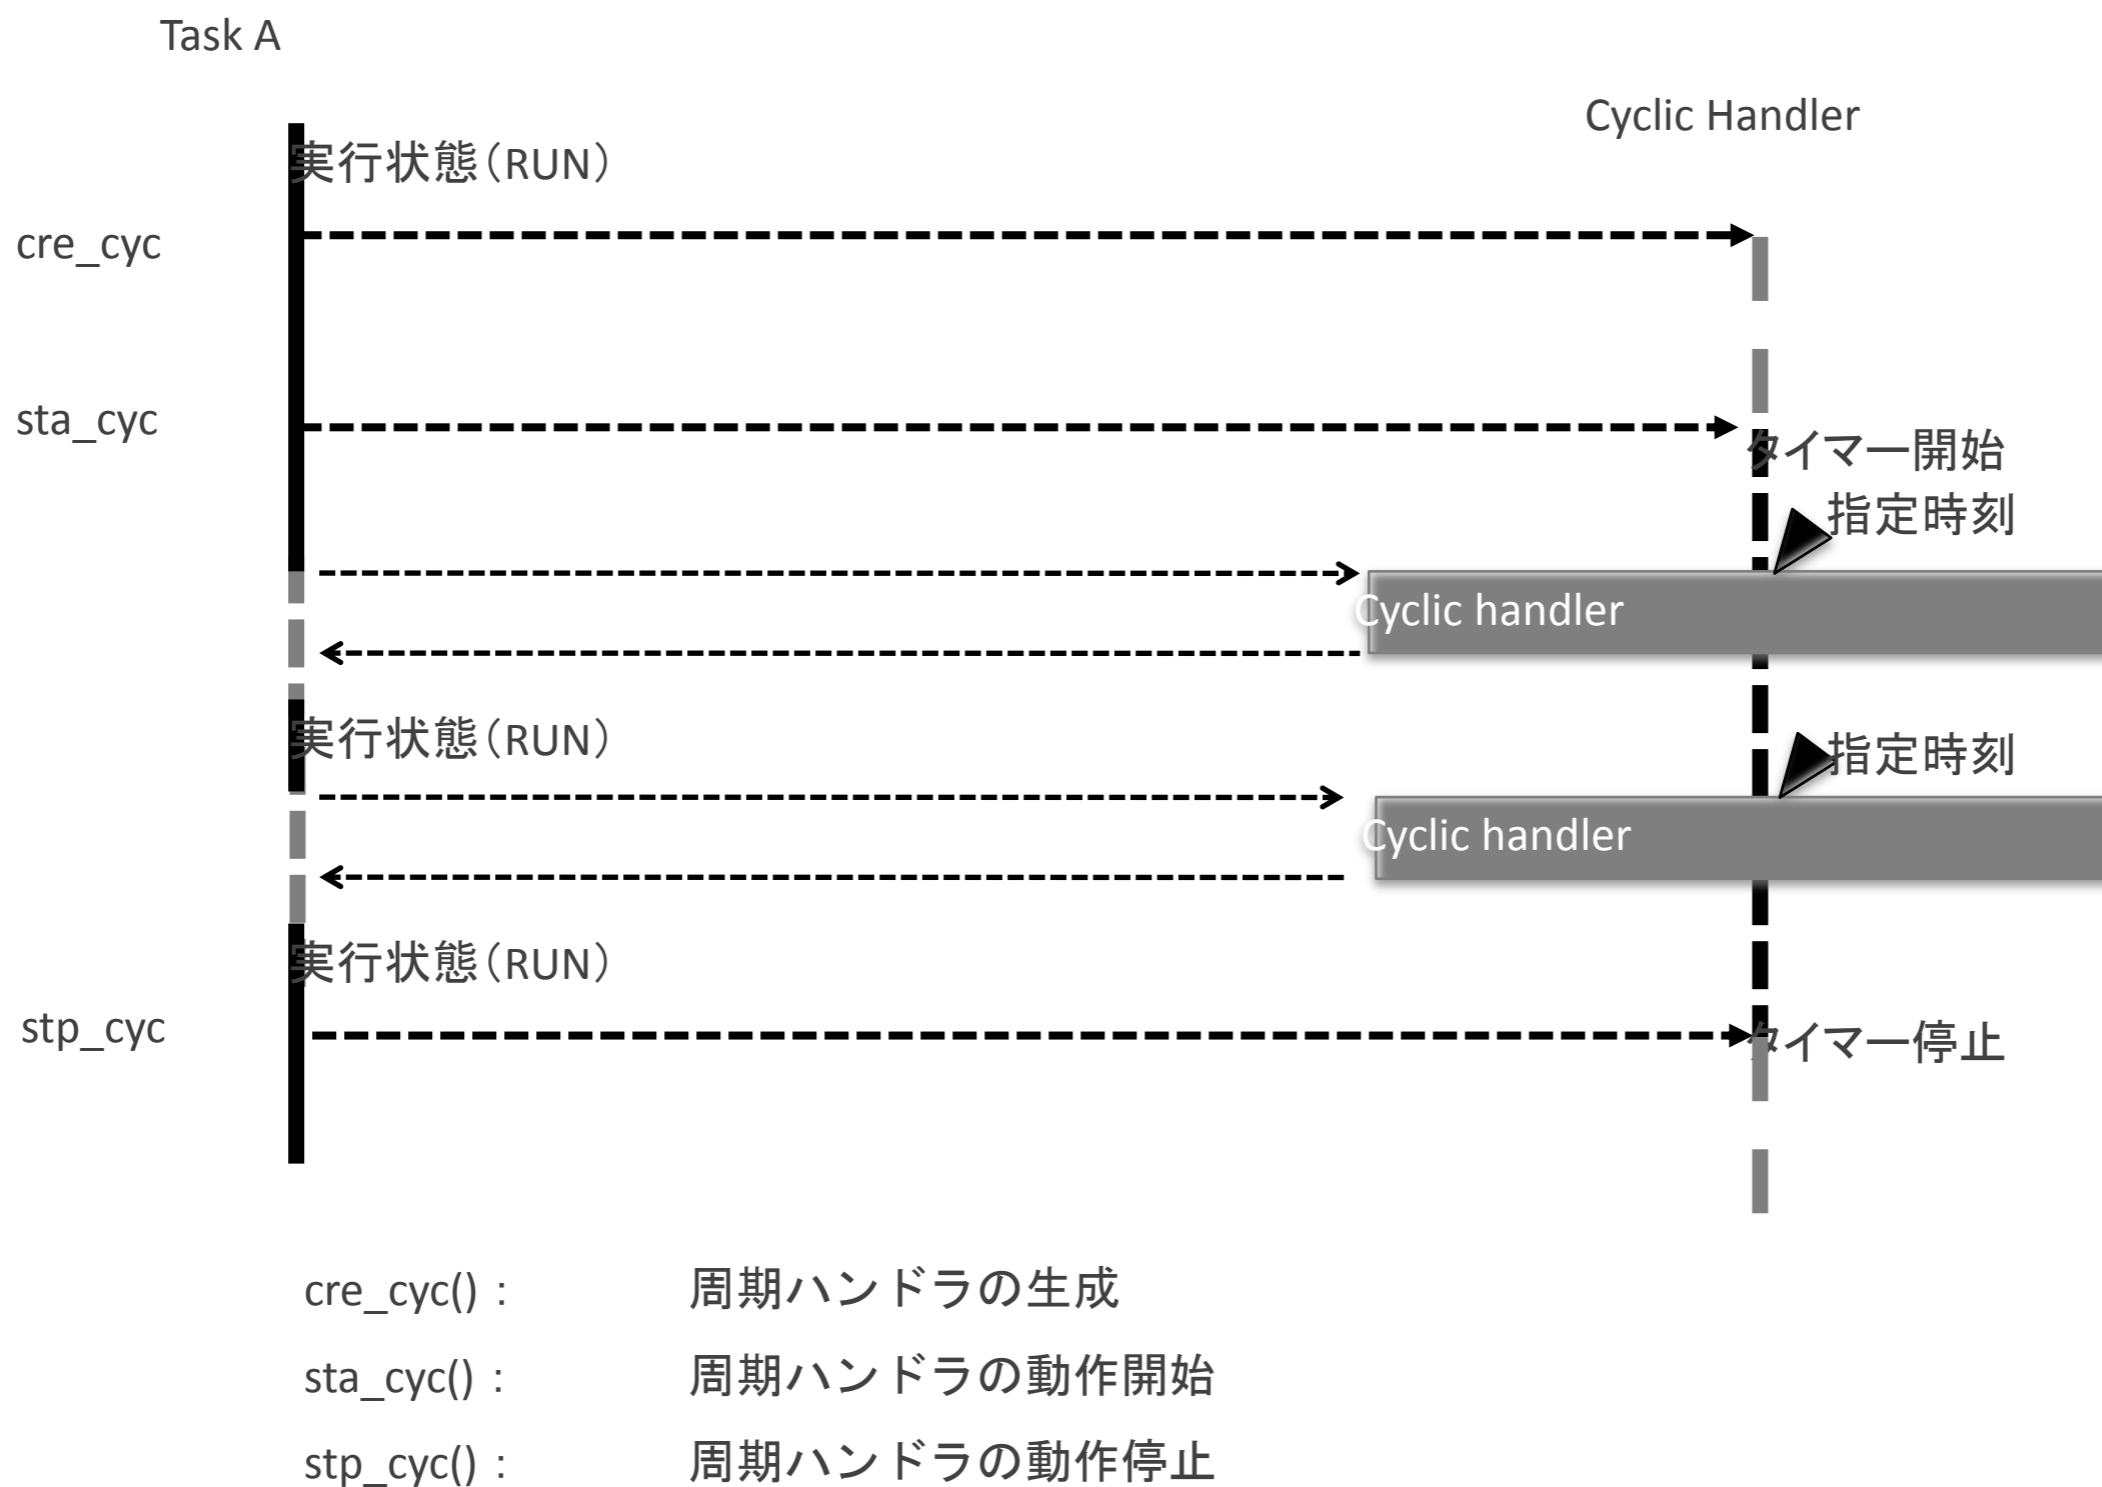 Task A
Cyclic Handler
実行状態（RUN）
cre_cyc
sta_cyc
タイマー開始
指定時刻
Cyclic handler
実行状態（RUN）
指定時刻
Cyclic handler
実行状態（RUN）
stp_cyc
タイマー停止
cre_cyc() : 周期ハンドラの生成
sta_cyc() : 周期ハンドラの動作開始
stp_cyc() : 周期ハンドラの動作停止